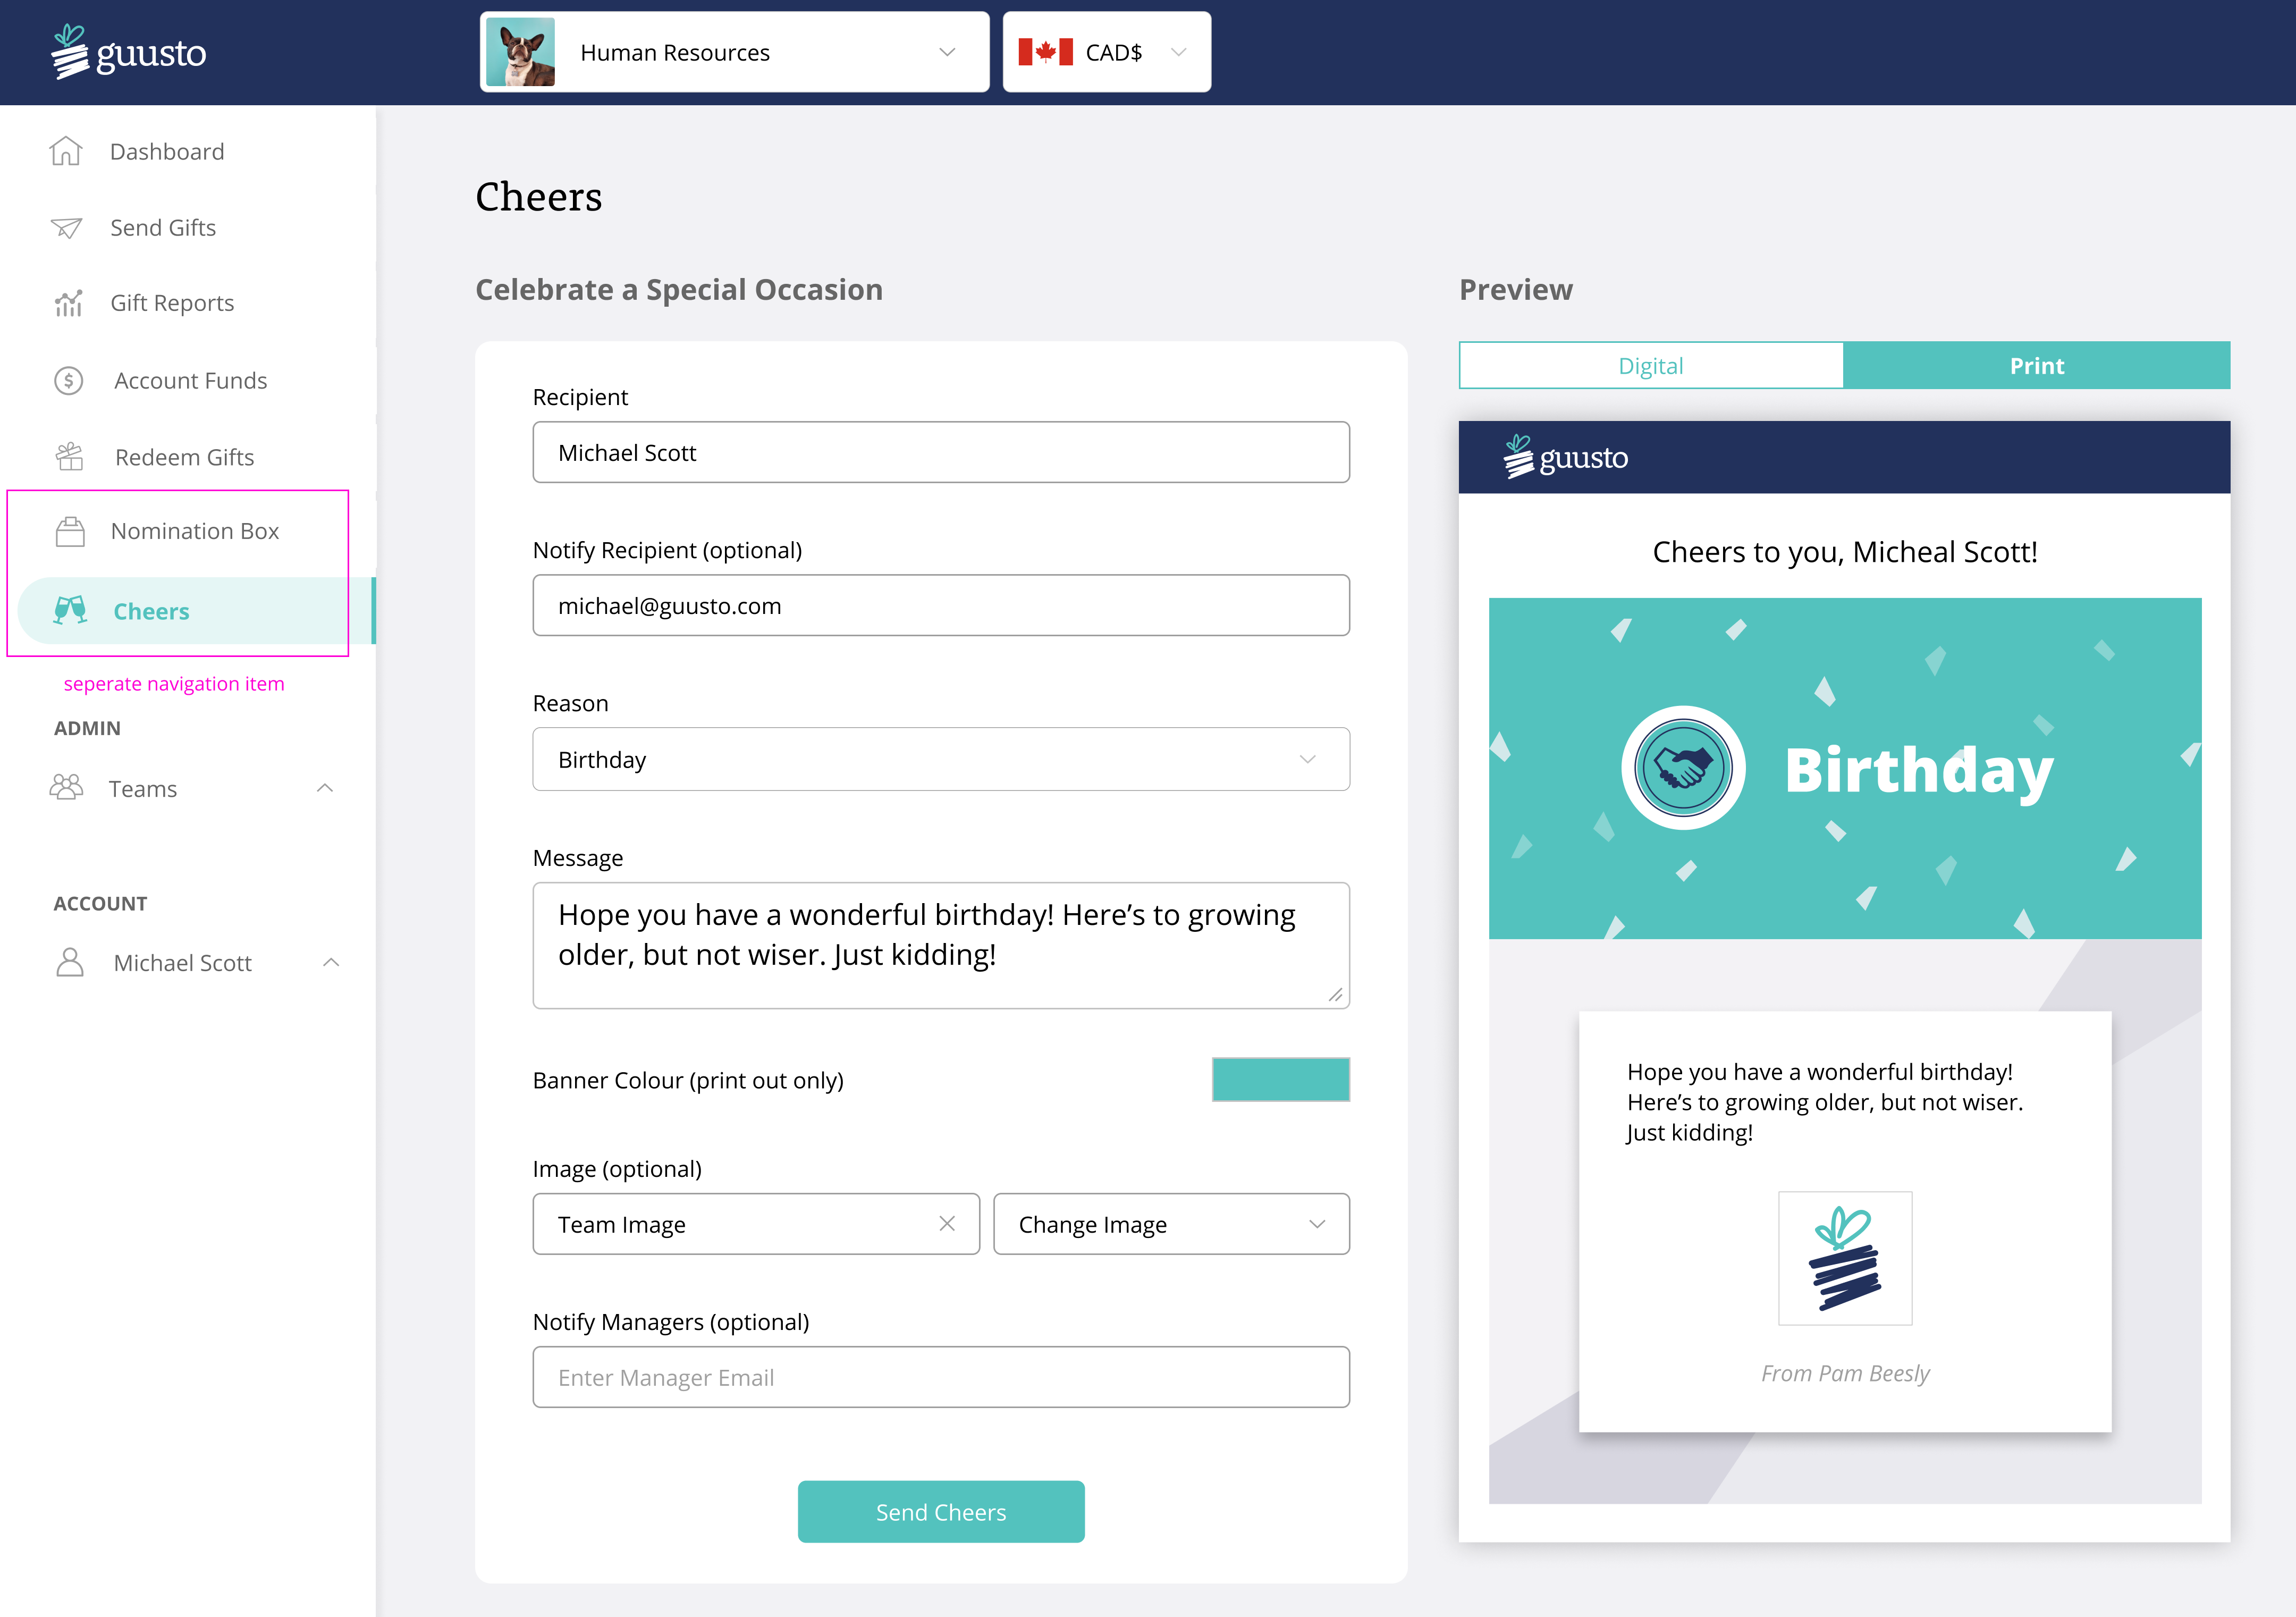 guusto
Human Resources
CAD$
Dashboard
Send Gifts
Gift Reports
$
Account Funds
Redeem Gifts
Nomination Box
Cheers
seperate navigation item
ADMIN
Teams
ACCOUNT
Michael Scott
Cheers
Celebrate a Special Occasion
Recipient
Michael Scott
Notify Recipient (optional)
michael@guusto.com
Reason
Birthday
Message
Hope you have a wonderful birthday! Here’s to growing
older, but not wiser. Just kidding!
Banner Colour (print out only)
Image (optional)
Team Image
Change Image
Notify Managers (optional)
Enter Manager Email
Send Cheers
Preview
Digital
Print
guusto
Cheers to you, Micheal Scott!
Birthday
Hope you have a wonderful birthday!
Here’s to growing older, but not wiser.
Just kidding!
From Pam Beesly